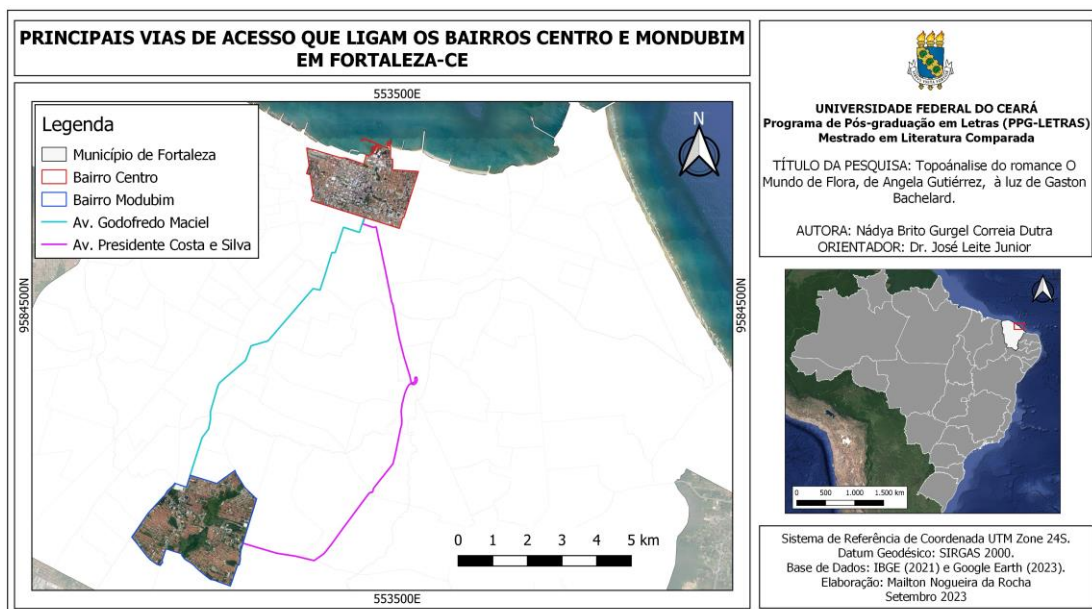 PRINCIPAIS VIAS DE ACESSO QUE LIGAM OS BAIRROS CENTRO E MONDUBIM
EM FORTALEZA-CE
553500E
Legenda
Município de Fortaleza
Bairro Centro
Bairro Modubim
Av. Godofredo Maciel
Av. Presidente Costa e Silva
N
9584500N
9584500N
0 1 2 3 4 5 km
553500E
UNIVERSIDADE FEDERAL DO CEARÁ
Programa de Pós-graduação em Letras (PPG-LETRAS)
Mestrado em Literatura Comparada
TÍTULO DA PESQUISA: Topoánalise do romance O
Mundo de Flora, de Angela Gutiérrez, à luz de Gaston
Bachelard.
AUTORA: Nádya Brito Gurgel Correia Dutra
ORIENTADOR: Dr. José Leite Junior
0 500 1.000 1.500 km
Sistema de Referência de Coordenada UTM Zone 24S.
Datum Geodésico: SIRGAS 2000.
Base de Dados: IBGE (2021) e Google Earth (2023).
Elaboração: Mailton Nogueira da Rocha
Setembro 2023